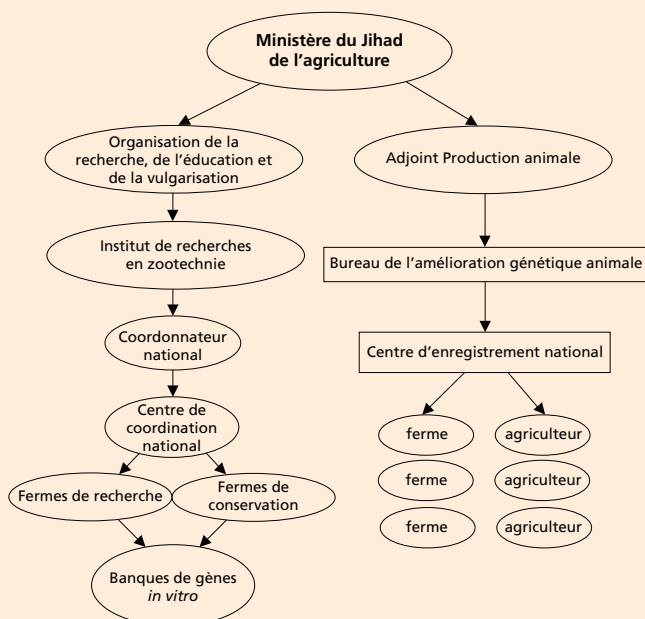 Ministère du Jihad
de l'agriculture
Organisation de la
recherche, de l'éducation et
de la vulgarisation
Adjoint Production animale
Institut de recherches
en zootechnie
Bureau de l'amélioration génétique animale
Coordonnateur
national
Centre d'enregistrement national
Centre de
coordination
national
ferme
agriculteur
ferme
agriculteur
ferme
agriculteur
Fermes de recherche
Fermes de
conservation
Banques de gènes
in vitro